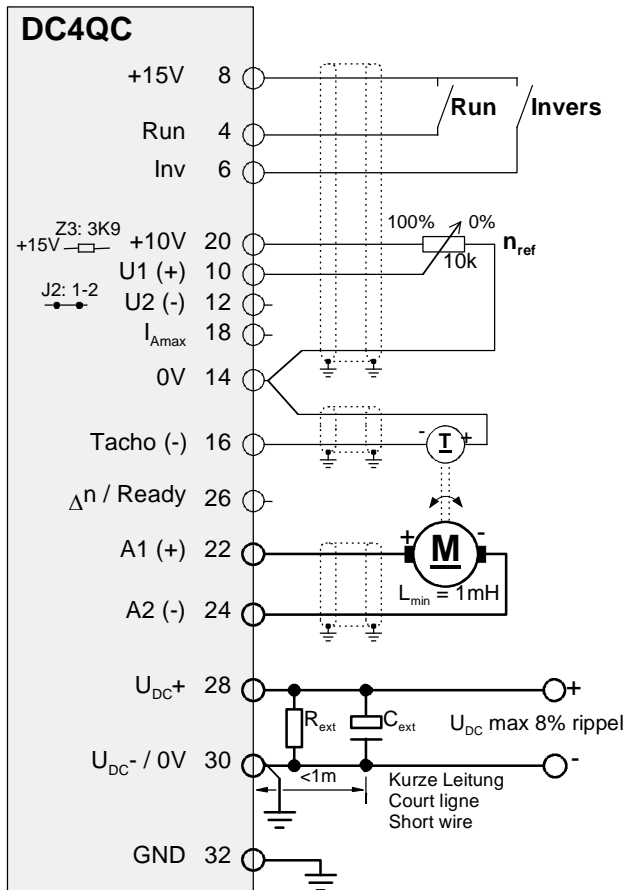 DC4QC
+15V 8
Run Invers
Run 4
Inv 6
Z3: 3K9
+15V
+10V 20
100% 0%
n_ref
10k
U1 (+) 10
J2: 1-2
U2 (-) 12
I_Amax 18
0V 14
Tacho (-) 16
- T +
Δn / Ready 26
A1 (+) 22
+ M -
L_min = 1mH
A2 (-) 24
U_DC+ 28
+
R_ext C_ext
U_DC max 8% rippel
U_DC- / 0V 30
-
<1m
Kurze Leitung
Court ligne
Short wire
GND 32